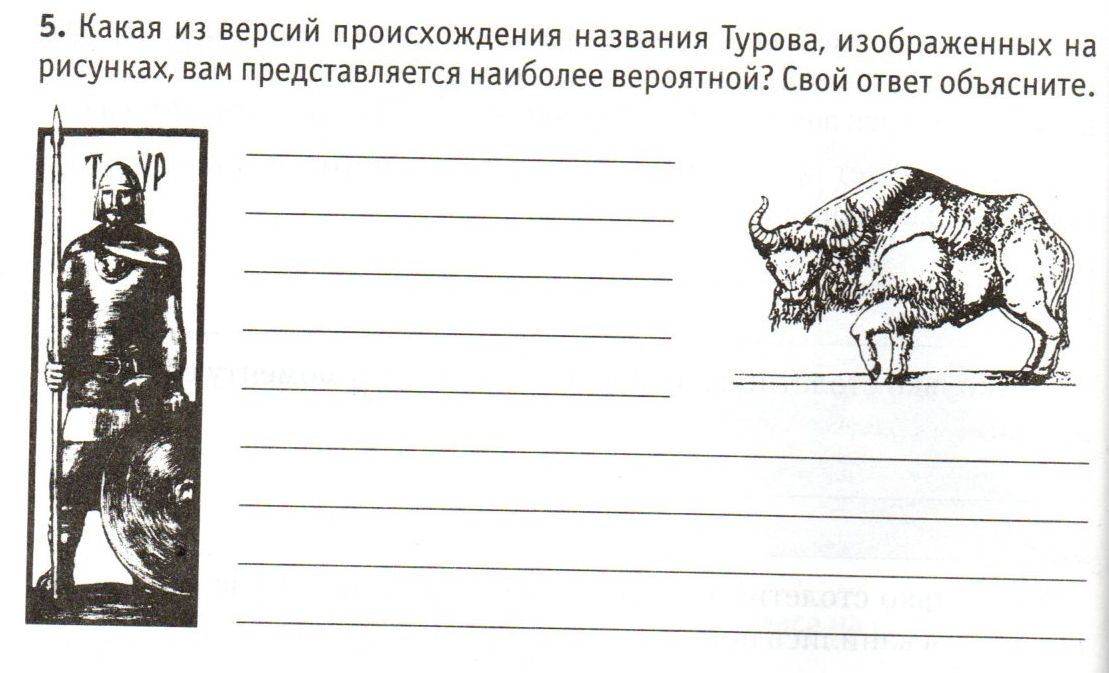 5. Какая из версий происхождения названия Турова, изображенных на
рисунках, вам представляется наиболее вероятной? Свой ответ объясните.
ТУР